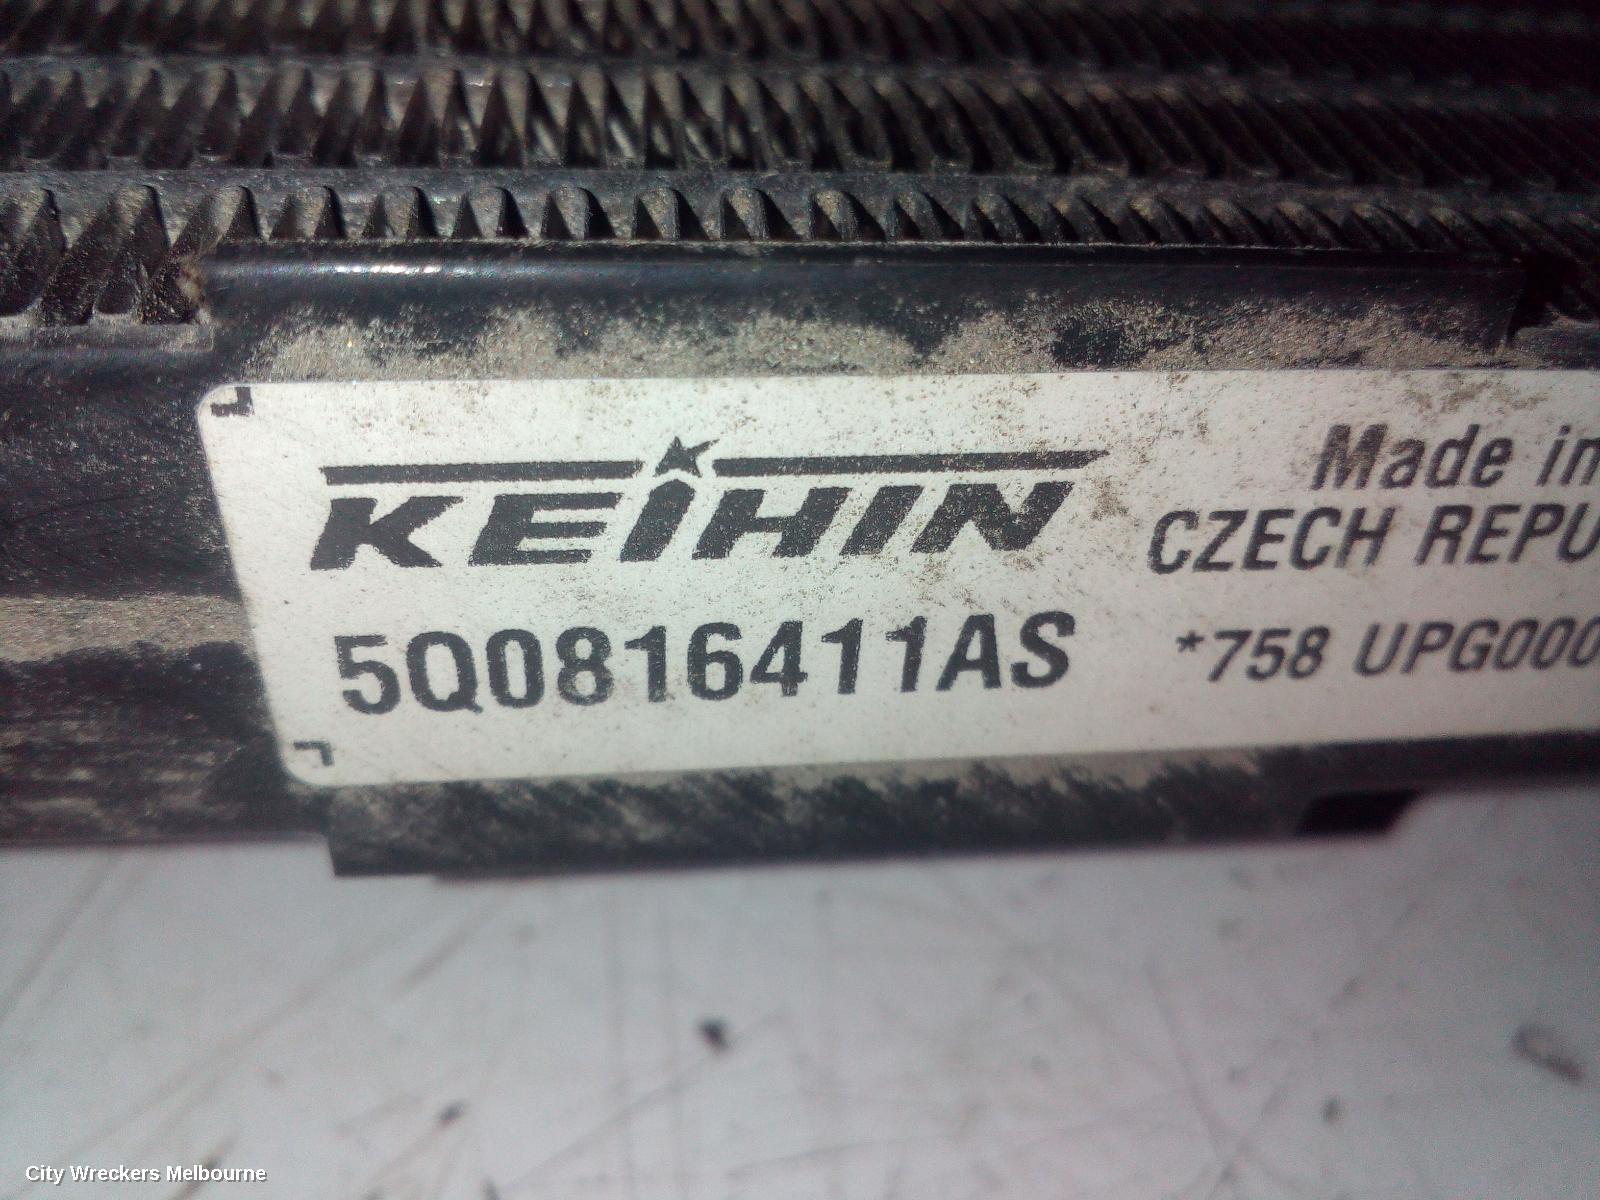 KEIHIN
Made in
CZECH REPU
5Q0816411AS
*758 UPG000
City Wreckers Melbourne